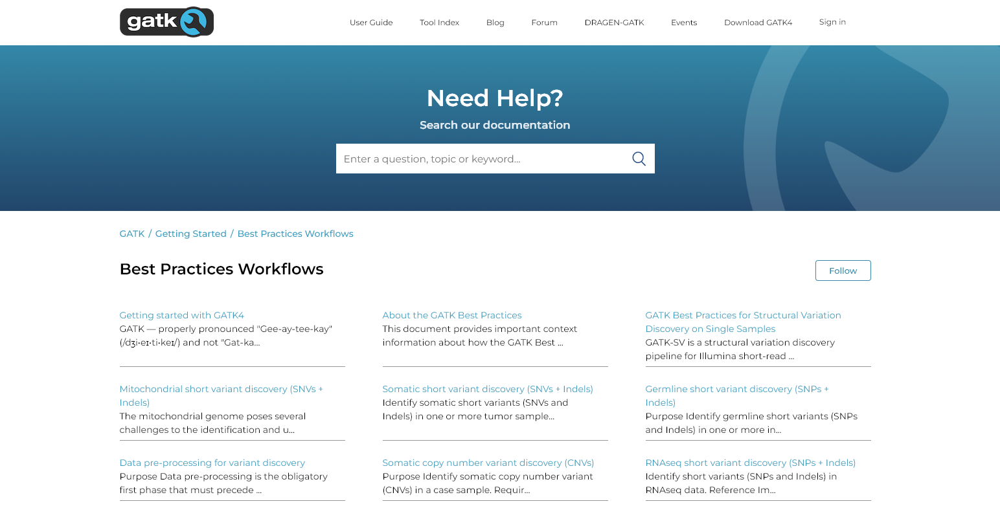 gatk
User Guide
Tool Index
Blog
Forum
DRAGEN-GATK
Events
Download GATK4
Sign in
Need Help?
Search our documentation
Enter a question, topic or keyword...
GATK / Getting Started / Best Practices Workflows
Best Practices Workflows
Follow
Getting started with GATK4
GATK — properly pronounced "Gee-ay-tee-kay"
(/dʒi·eɪ·ti·keɪ/) and not "Gat-ka...
About the GATK Best Practices
This document provides important context
information about how the GATK Best ...
GATK Best Practices for Structural Variation
Discovery on Single Samples
GATK-SV is a structural variation discovery
pipeline for Illumina short-read ...
Mitochondrial short variant discovery (SNVs +
Indels)
The mitochondrial genome poses several
challenges to the identification and u...
Somatic short variant discovery (SNVs + Indels)
Identify somatic short variants (SNVs and
Indels) in one or more tumor sample...
Germline short variant discovery (SNPs +
Indels)
Purpose Identify germline short variants (SNPs
and Indels) in one or more in...
Data pre-processing for variant discovery
Purpose Data pre-processing is the obligatory
first phase that must precede ...
Somatic copy number variant discovery (CNVs)
Purpose Identify somatic copy number variant
(CNVs) in a case sample. Requir...
RNAseq short variant discovery (SNPs + Indels)
Identify short variants (SNPs and Indels) in
RNAseq data. Reference Im...